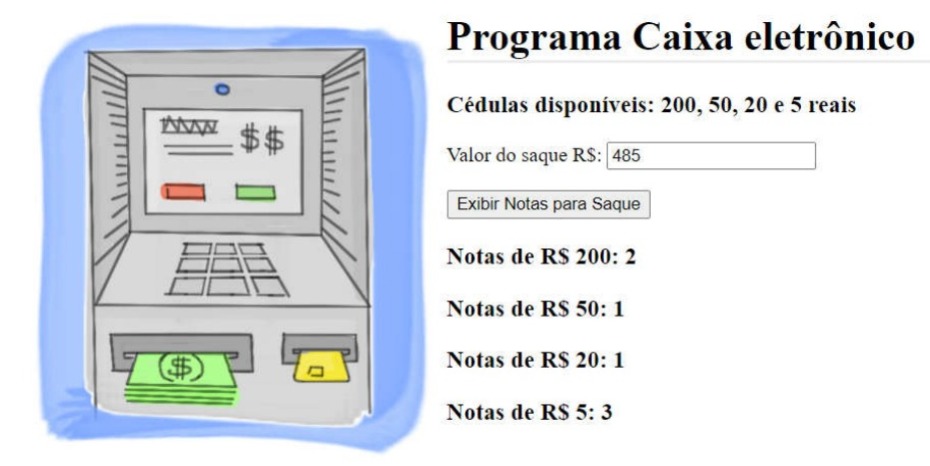 Programa Caixa eletrônico
Cédulas disponíveis: 200, 50, 20 e 5 reais
Valor do saque R$: 485
Exibir Notas para Saque
Notas de R$ 200: 2
Notas de R$ 50: 1
Notas de R$ 20: 1
Notas de R$ 5: 3
$$
$